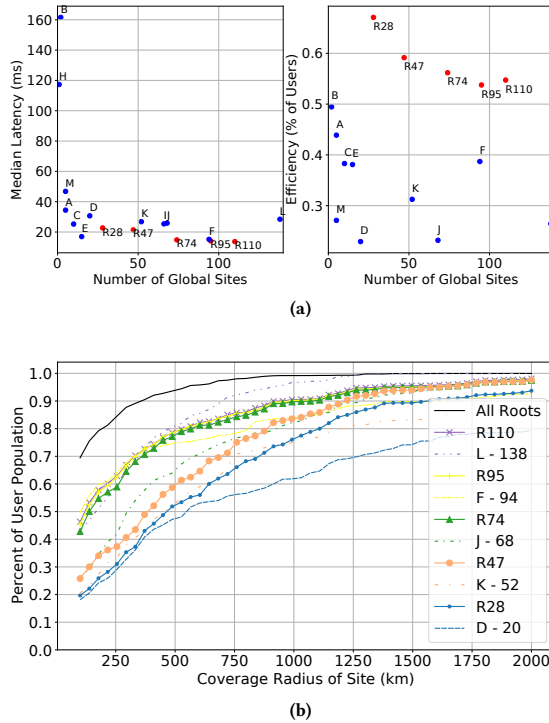 160
140
120
100
80
60
40
20
Median Latency (ms)
B
H
M
A
C
E
D
R28
R47
K
IJ
R74
F
R95
R110
L
0
50
100
Number of Global Sites
0.6
0.5
0.4
0.3
Efficiency (% of Users)
R28
R47
R74
R95
R110
B
A
C
E
F
K
M
D
J
0
50
100
Number of Global Sites
(a)
1.0
0.9
0.8
0.7
0.6
0.5
0.4
0.3
0.2
0.1
0.0
Percent of User Population
All Roots
R110
L - 138
R95
F - 94
R74
J - 68
R47
K - 52
R28
D - 20
250
500
750
1000
1250
1500
1750
2000
Coverage Radius of Site (km)
(b)